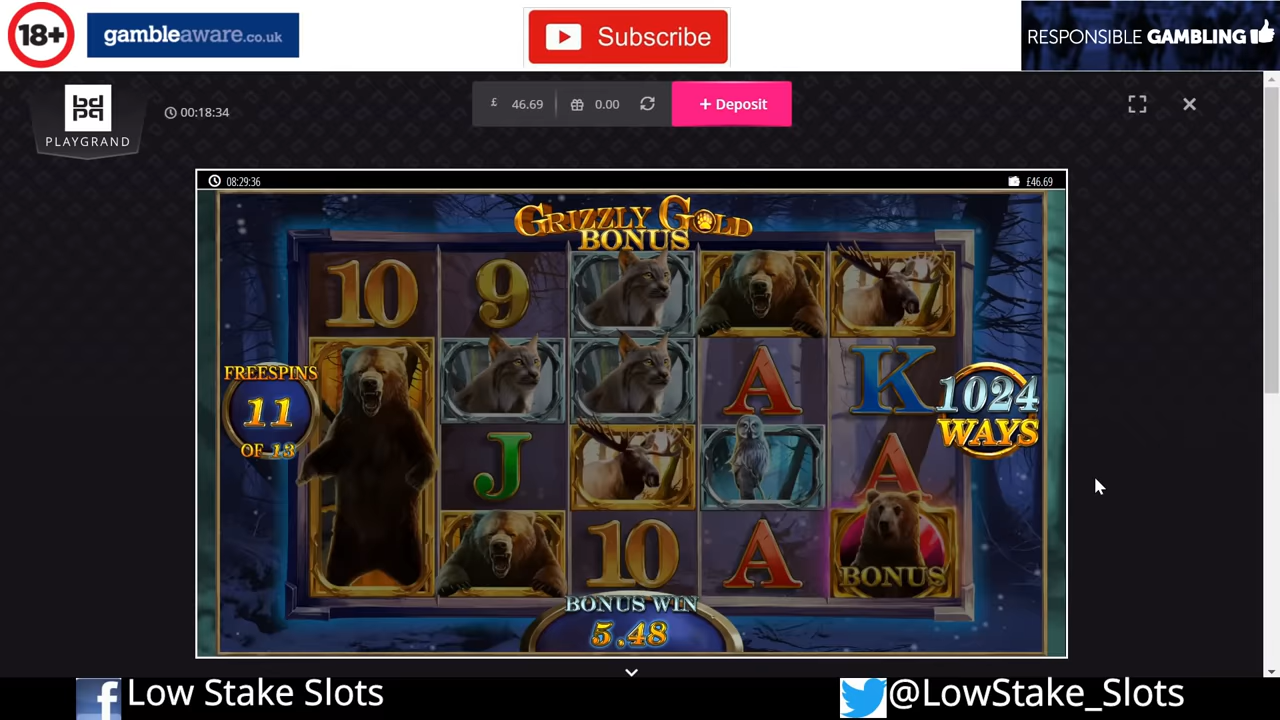 18+
gambleaware.co.uk
Subscribe
RESPONSIBLE GAMBLING
PLAYGRAND
00:18:34
£ 46.69
0.00
+ Deposit
08:29:36
£46.69
GRIZZLY GOLD
BONUS
10
9
A
K
FREESPINS
11
OF 13
1024
WAYS
J
A
10
A
BONUS
BONUS WIN
5.48
Low Stake Slots
@LowStake_Slots